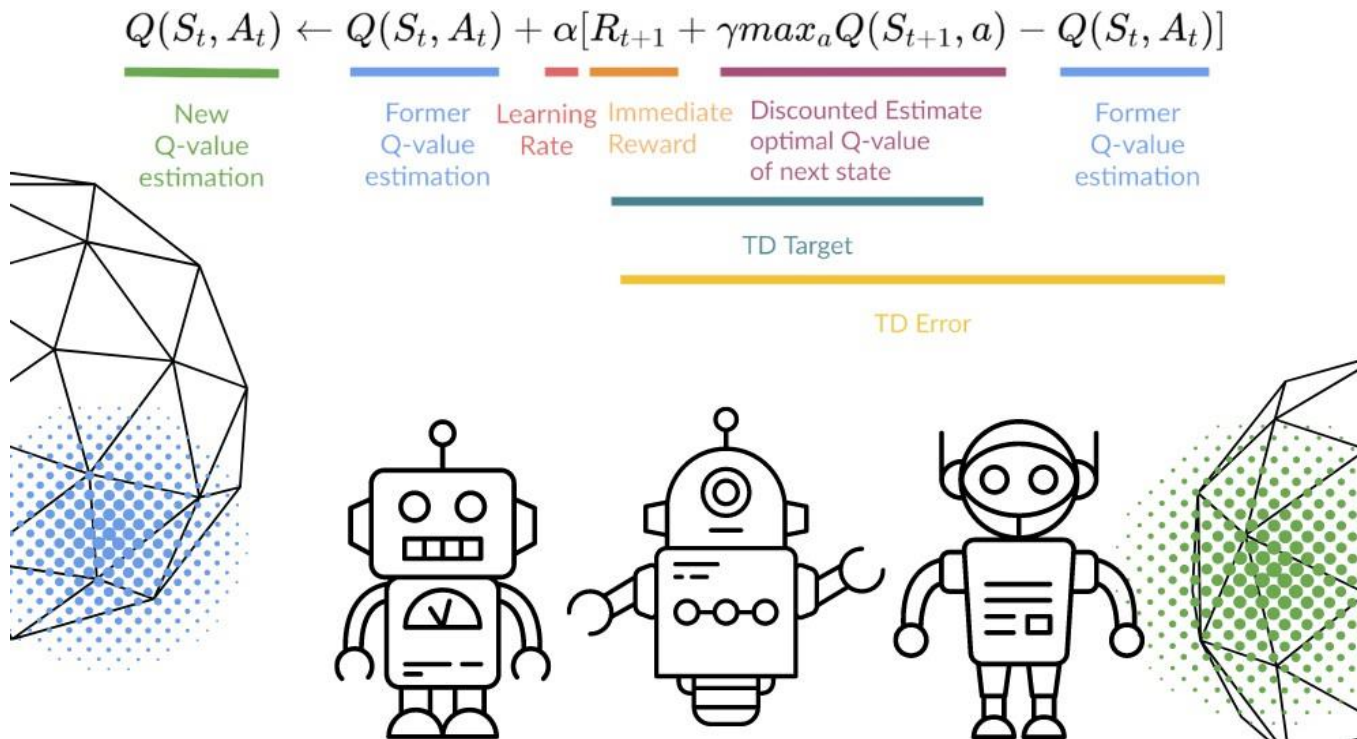 Q(S_t, A_t) ← Q(S_t, A_t) + α[R_{t+1} + γmax_aQ(S_{t+1}, a) − Q(S_t, A_t)]
New
Q-value
estimation
Former
Q-value
estimation
Learning
Rate
Immediate
Reward
Discounted Estimate
optimal Q-value
of next state
Former
Q-value
estimation
TD Target
TD Error